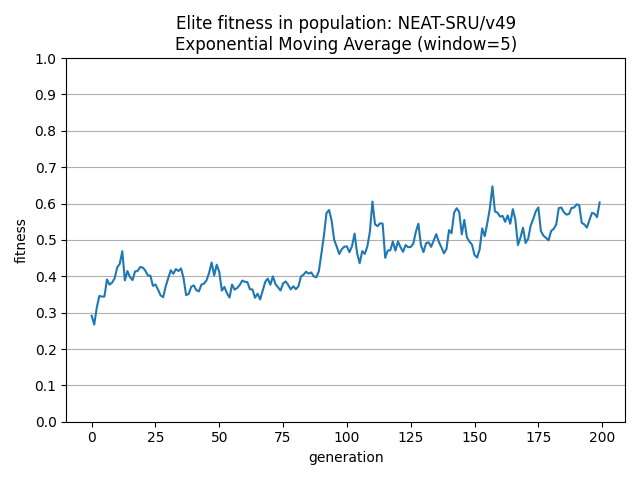 Elite fitness in population: NEAT-SRU/v49
Exponential Moving Average (window=5)
1.0
0.9
0.8
0.7
0.6
0.5
0.4
0.3
0.2
0.1
0.0
fitness
0 25 50 75 100 125 150 175 200
generation